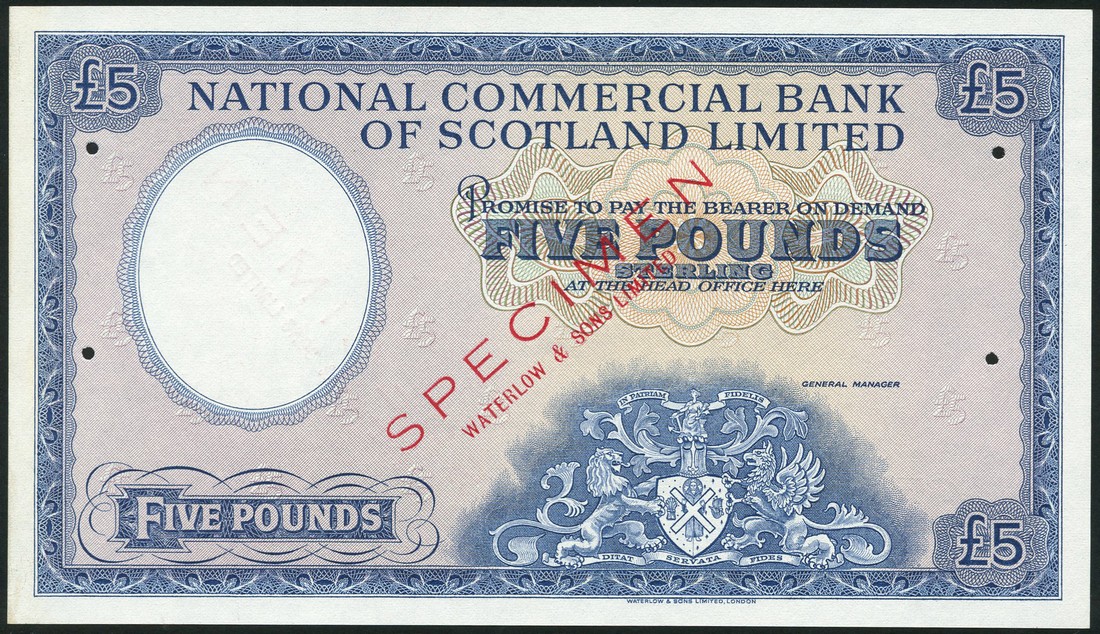 £5
£5
NATIONAL COMMERCIAL BANK
OF SCOTLAND LIMITED
PROMISE TO PAY THE BEARER ON DEMAND
FIVE POUNDS
STERLING
AT THE HEAD OFFICE HERE
SPECIMEN
WATERLOW & SONS LIMITED
GENERAL MANAGER
IN PATRIAM FIDELIS
FIVE POUNDS
DITAT SERVATA FIDES
£5
WATERLOW & SONS LIMITED, LONDON